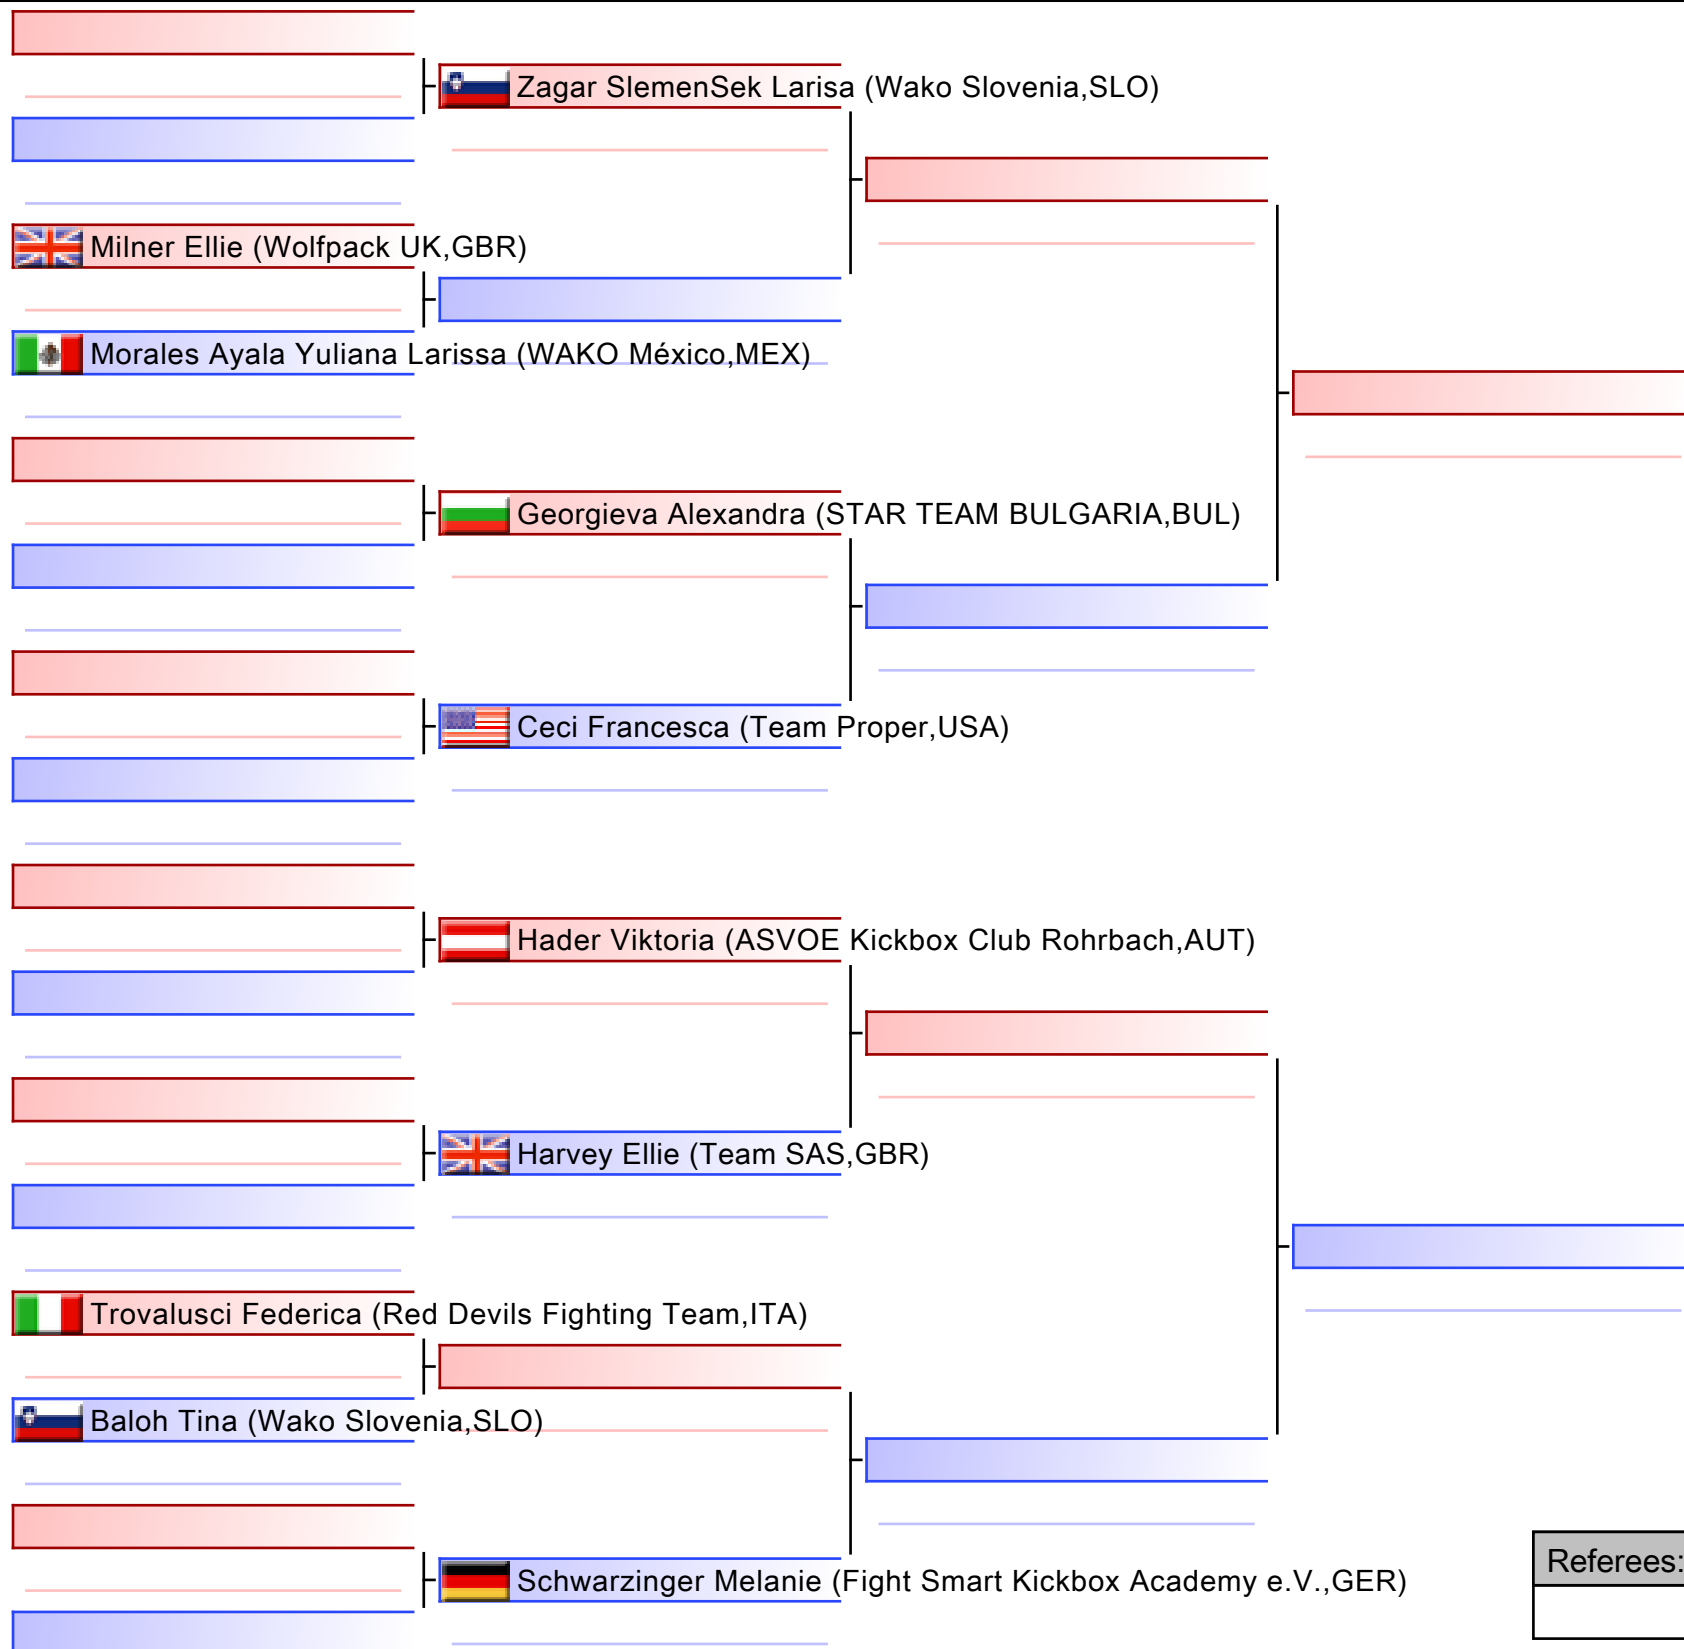 Zagar SlemenSek Larisa (Wako Slovenia,SLO)
Milner Ellie (Wolfpack UK,GBR)
Morales Ayala Yuliana Larissa (WAKO México,MEX)
Georgieva Alexandra (STAR TEAM BULGARIA,BUL)
Ceci Francesca (Team Proper,USA)
Hader Viktoria (ASVOE Kickbox Club Rohrbach,AUT)
Harvey Ellie (Team SAS,GBR)
Trovalusci Federica (Red Devils Fighting Team,ITA)
Baloh Tina (Wako Slovenia,SLO)
Schwarzinger Melanie (Fight Smart Kickbox Academy e.V.,GER)
Referees: